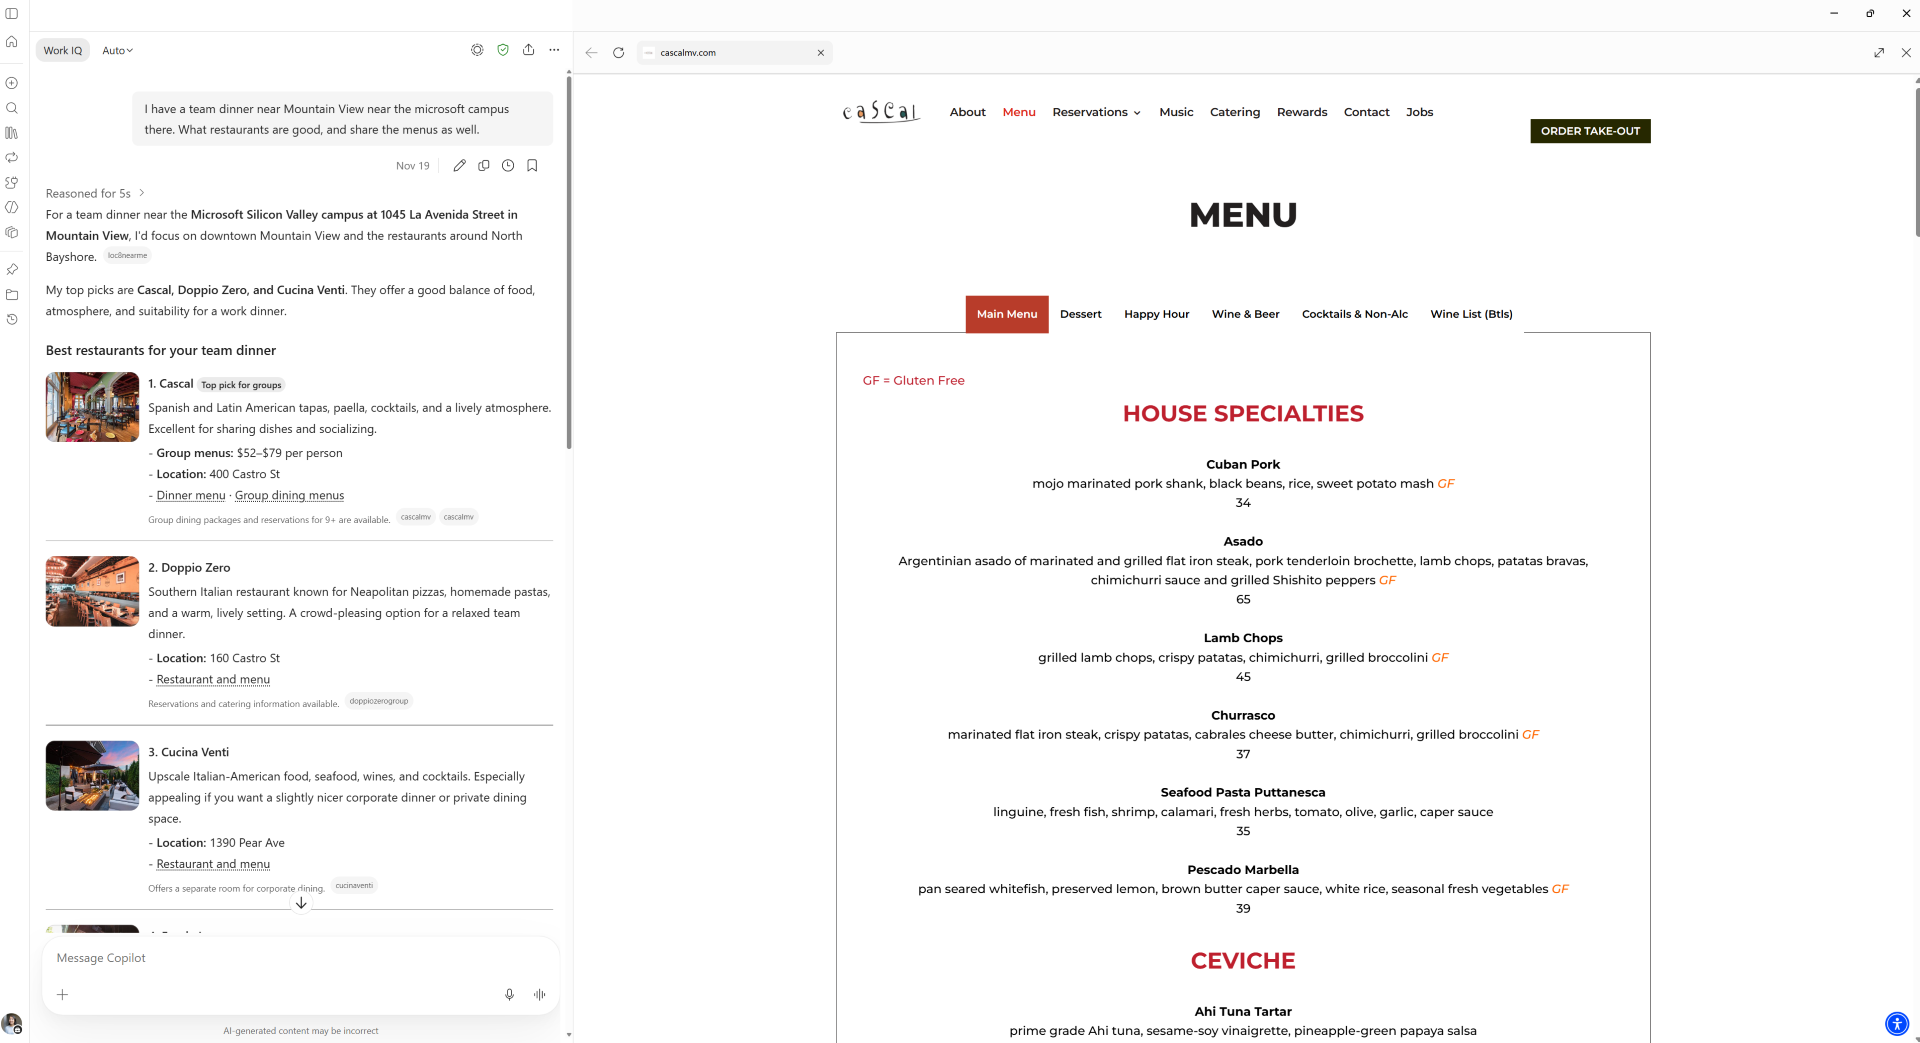 Work IQ
Auto
I have a team dinner near Mountain View near the microsoft campus
there. What restaurants are good, and share the menus as well.
Nov 19
Reasoned for 5s
For a team dinner near the Microsoft Silicon Valley campus at 1045 La Avenida Street in
Mountain View, I'd focus on downtown Mountain View and the restaurants around North
Bayshore. loc8nearme
My top picks are Cascal, Doppio Zero, and Cucina Venti. They offer a good balance of food,
atmosphere, and suitability for a work dinner.
Best restaurants for your team dinner
1. Cascal Top pick for groups
Spanish and Latin American tapas, paella, cocktails, and a lively atmosphere.
Excellent for sharing dishes and socializing.
- Group menus: $52–$79 per person
- Location: 400 Castro St
- Dinner menu · Group dining menus
Group dining packages and reservations for 9+ are available. cascalmv cascalmv
2. Doppio Zero
Southern Italian restaurant known for Neapolitan pizzas, homemade pastas,
and a warm, lively setting. A crowd-pleasing option for a relaxed team
dinner.
- Location: 160 Castro St
- Restaurant and menu
Reservations and catering information available. doppiozerogroup
3. Cucina Venti
Upscale Italian-American food, seafood, wines, and cocktails. Especially
appealing if you want a slightly nicer corporate dinner or private dining
space.
- Location: 1390 Pear Ave
- Restaurant and menu
Offers a separate room for corporate dining. cucinaventi
Message Copilot
AI-generated content may be incorrect
cascalmv.com
cascal
About Menu Reservations Music Catering Rewards Contact Jobs
ORDER TAKE-OUT
MENU
Main Menu Dessert Happy Hour Wine & Beer Cocktails & Non-Alc Wine List (Btls)
GF = Gluten Free
HOUSE SPECIALTIES
Cuban Pork
mojo marinated pork shank, black beans, rice, sweet potato mash GF
34
Asado
Argentinian asado of marinated and grilled flat iron steak, pork tenderloin brochette, lamb chops, patatas bravas,
chimichurri sauce and grilled Shishito peppers GF
65
Lamb Chops
grilled lamb chops, crispy patatas, chimichurri, grilled broccolini GF
45
Churrasco
marinated flat iron steak, crispy patatas, cabrales cheese butter, chimichurri, grilled broccolini GF
37
Seafood Pasta Puttanesca
linguine, fresh fish, shrimp, calamari, fresh herbs, tomato, olive, garlic, caper sauce
35
Pescado Marbella
pan seared whitefish, preserved lemon, brown butter caper sauce, white rice, seasonal fresh vegetables GF
39
CEVICHE
Ahi Tuna Tartar
prime grade Ahi tuna, sesame-soy vinaigrette, pineapple-green papaya salsa